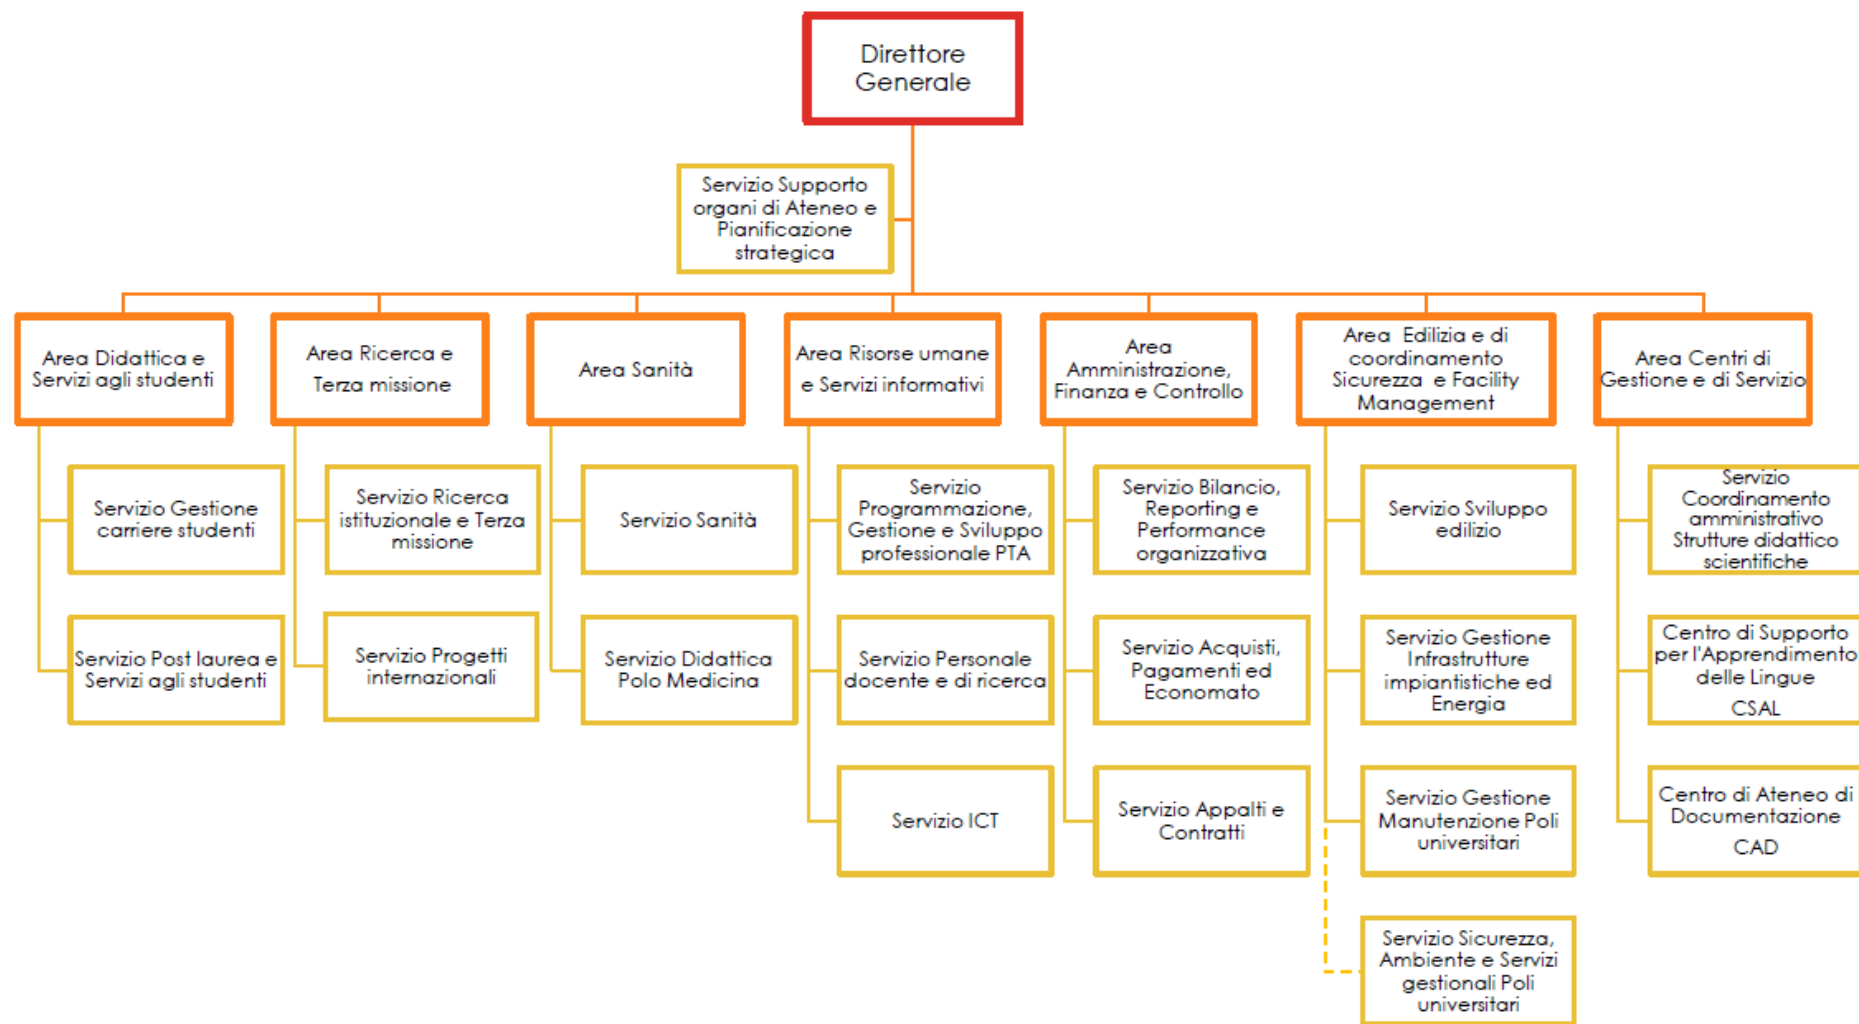 Direttore
Generale
Servizio Supporto
organi di Ateneo e
Pianificazione
strategica
Area Didattica e
Servizi agli studenti
Area Ricerca e
Terza missione
Area Sanità
Area Risorse umane
e Servizi informativi
Area
Amministrazione,
Finanza e Controllo
Area Edilizia e di
coordinamento
Sicurezza e Facility
Management
Area Centri di
Gestione e di Servizio
Servizio Gestione
carriere studenti
Servizio Ricerca
istituzionale e Terza
missione
Servizio Sanità
Servizio
Programmazione,
Gestione e Sviluppo
professionale PTA
Servizio Bilancio,
Reporting e
Performance
organizzativa
Servizio Sviluppo
edilizio
Servizio
Coordinamento
amministrativo
Strutture didattico
scientifiche
Servizio Post laurea e
Servizi agli studenti
Servizio Progetti
internazionali
Servizio Didattica
Polo Medicina
Servizio Personale
docente e di ricerca
Servizio Acquisti,
Pagamenti ed
Economato
Servizio Gestione
Infrastrutture
impiantistiche ed
Energia
Centro di Supporto
per l'Apprendimento
delle Lingue
CSAL
Servizio ICT
Servizio Appalti e
Contratti
Servizio Gestione
Manutenzione Poli
universitari
Centro di Ateneo di
Documentazione
CAD
Servizio Sicurezza,
Ambiente e Servizi
gestionali Poli
universitari